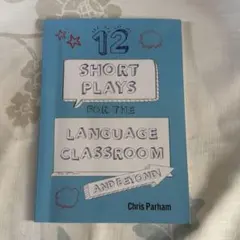 12
SHORT
PLAYS
FOR THE
LANGUAGE
CLASSROOM
AND BEYOND!
Chris Parham